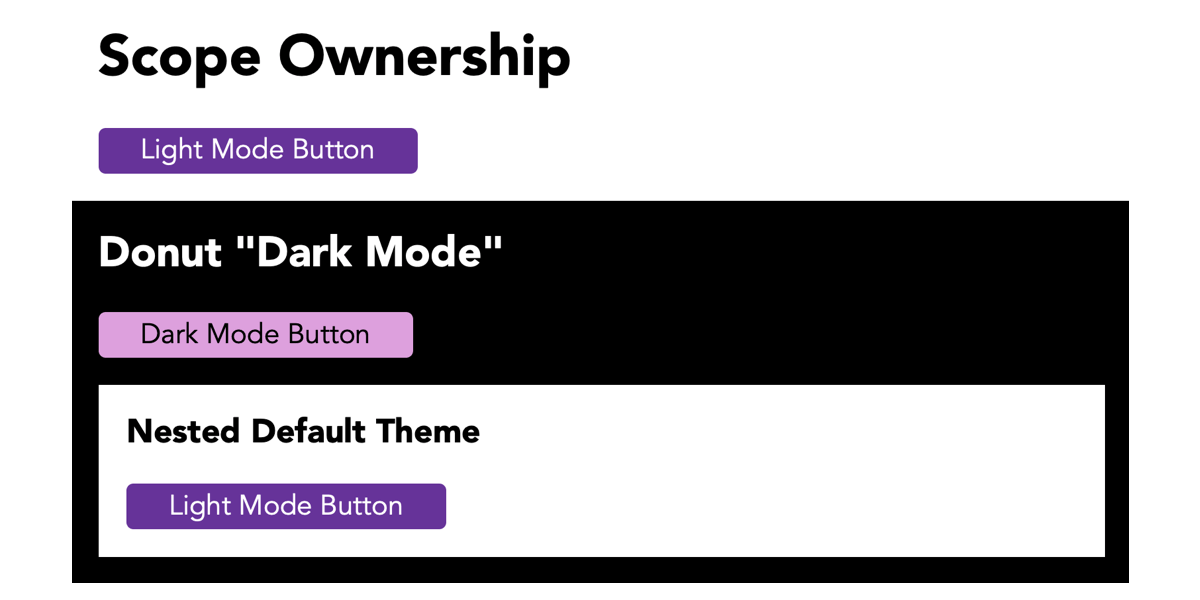 Scope Ownership
Light Mode Button
Donut "Dark Mode"
Dark Mode Button
Nested Default Theme
Light Mode Button